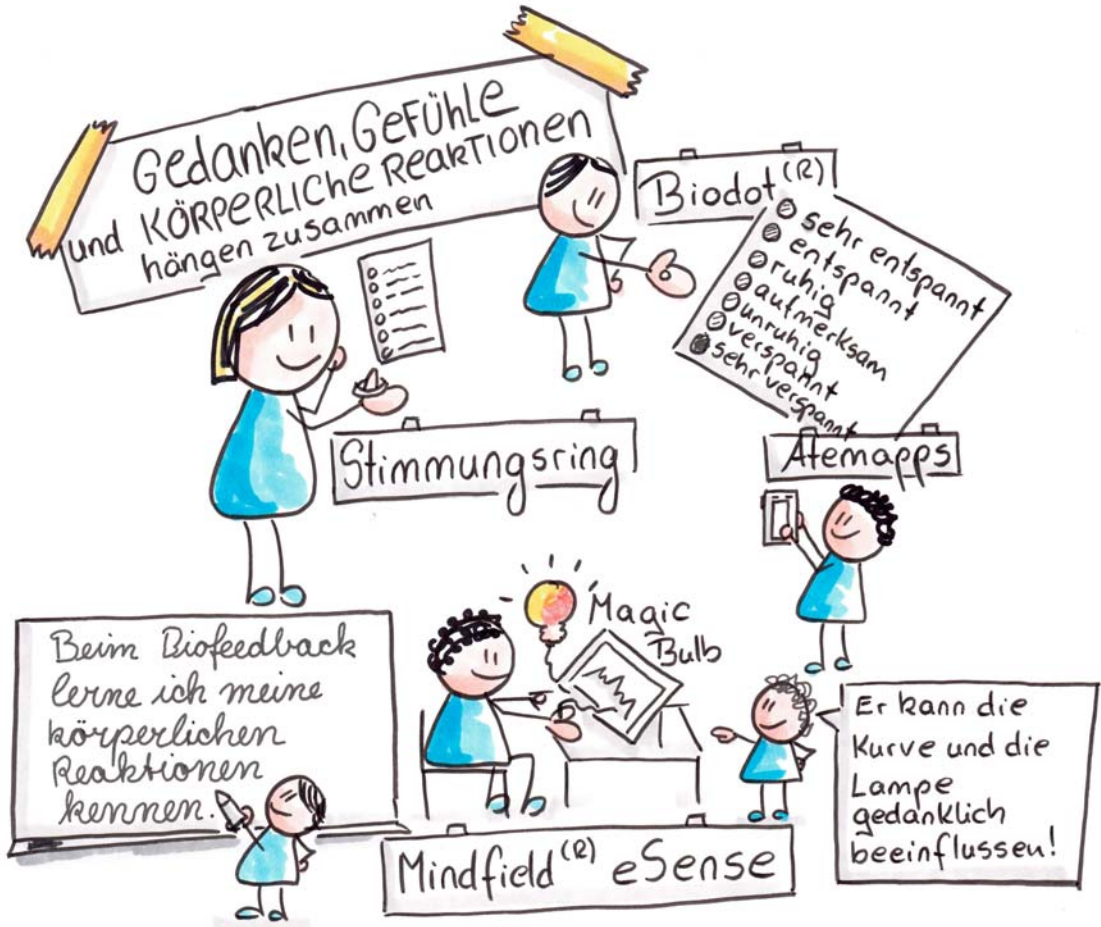 Gedanken, Gefühle
und körperliche Reaktionen
hängen zusammen
Biodot (R)
sehr entspannt
entspannt
ruhig
aufmerksam
unruhig
verspannt
sehr verspannt
Stimmungsring
Atemapps
Magic
Bulb
Beim Biofeedback
lerne ich meine
körperlichen
Reaktionen
kennen.
Er kann die
Kurve und die
Lampe
gedanklich
beeinflussen!
Mindfield (R) eSense